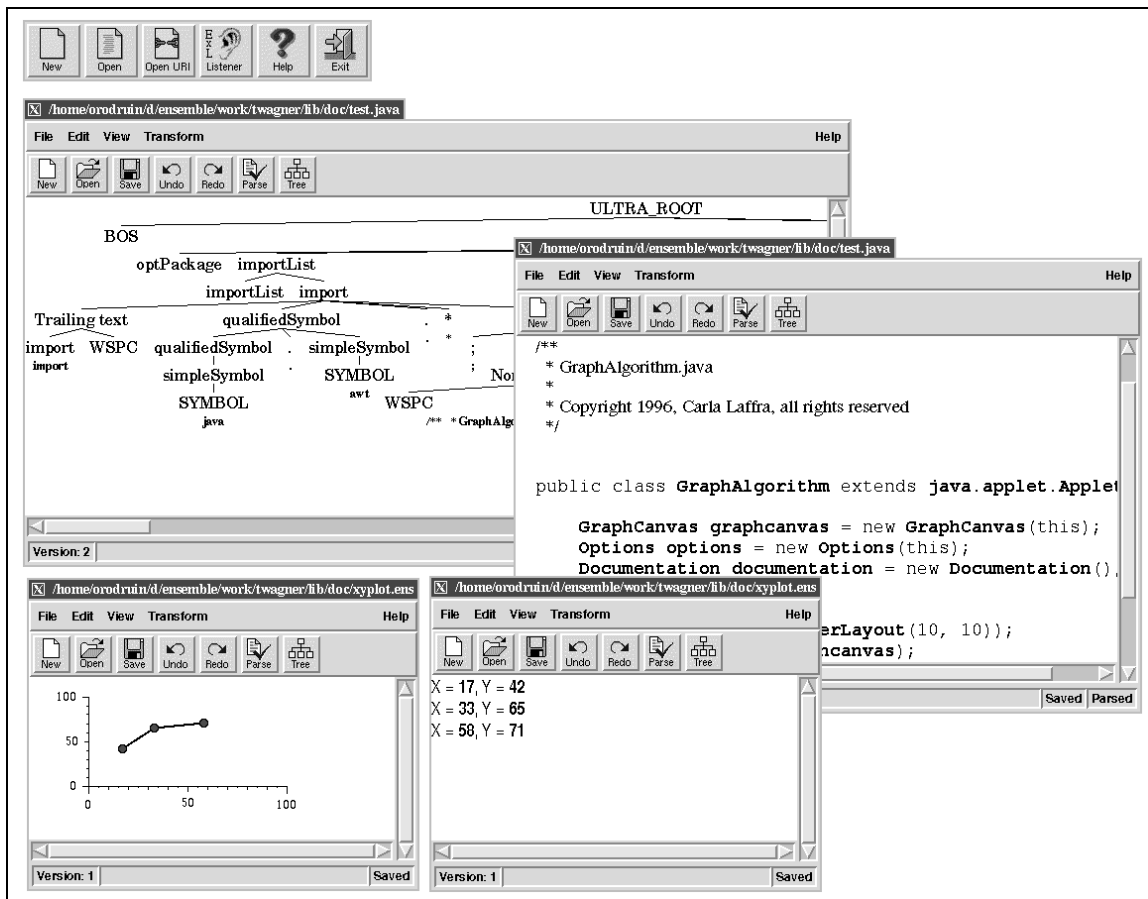 New Open Open URI EXL Listener Help Exit
/home/orodruin/d/ensemble/work/twagner/lib/doc/test.java
File Edit View Transform Help
New Open Save Undo Redo Parse Tree
ULTRA_ROOT
BOS
optPackage importList
importList import
Trailing text qualifiedSymbol . *
import WSPC qualifiedSymbol . simpleSymbol . * ;
import simpleSymbol . SYMBOL ; Nor
SYMBOL awt WSPC
java /** * GraphAlg
Version: 2
/home/orodruin/d/ensemble/work/twagner/lib/doc/test.java
File Edit View Transform Help
New Open Save Undo Redo Parse Tree
/**
* GraphAlgorithm.java
*
* Copyright 1996, Carla Laffra, all rights reserved
*/
public class GraphAlgorithm extends java.applet.Applet
GraphCanvas graphcanvas = new GraphCanvas(this);
Options options = new Options(this);
Documentation documentation = new Documentation()
erLayout(10, 10));
hcanvas);
Saved Parsed
/home/orodruin/d/ensemble/work/twagner/lib/doc/xyplot.ens
File Edit View Transform Help
New Open Save Undo Redo Parse Tree
100
50
0
0 50 100
Version: 1 Saved
/home/orodruin/d/ensemble/work/twagner/lib/doc/xyplot.ens
File Edit View Transform Help
New Open Save Undo Redo Parse Tree
X = 17, Y = 42
X = 33, Y = 65
X = 58, Y = 71
Version: 1 Saved